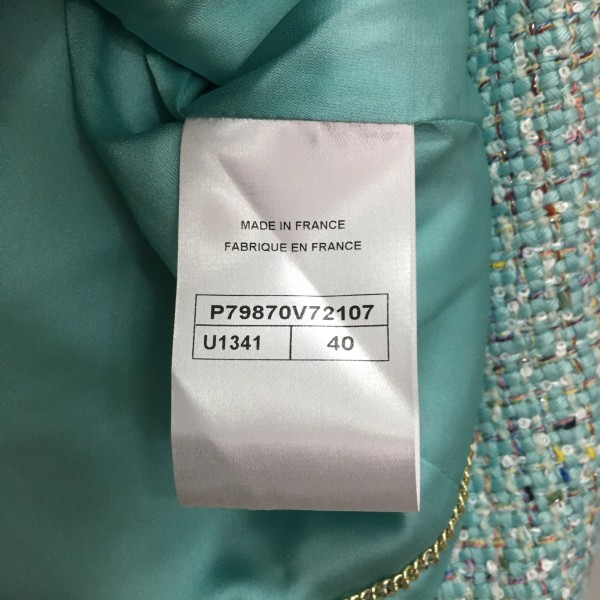 MADE IN FRANCE
FABRIQUE EN FRANCE
P79870V72107
U1341 40